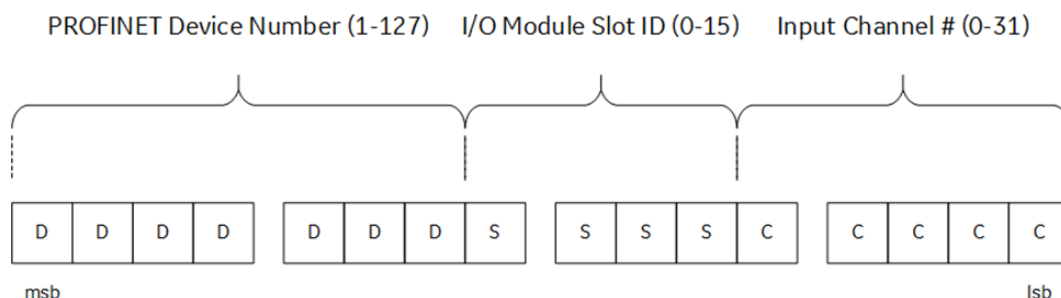 PROFINET Device Number (1-127) I/O Module Slot ID (0-15) Input Channel # (0-31)
D D D D D D D S S S S C C C C C
msb lsb